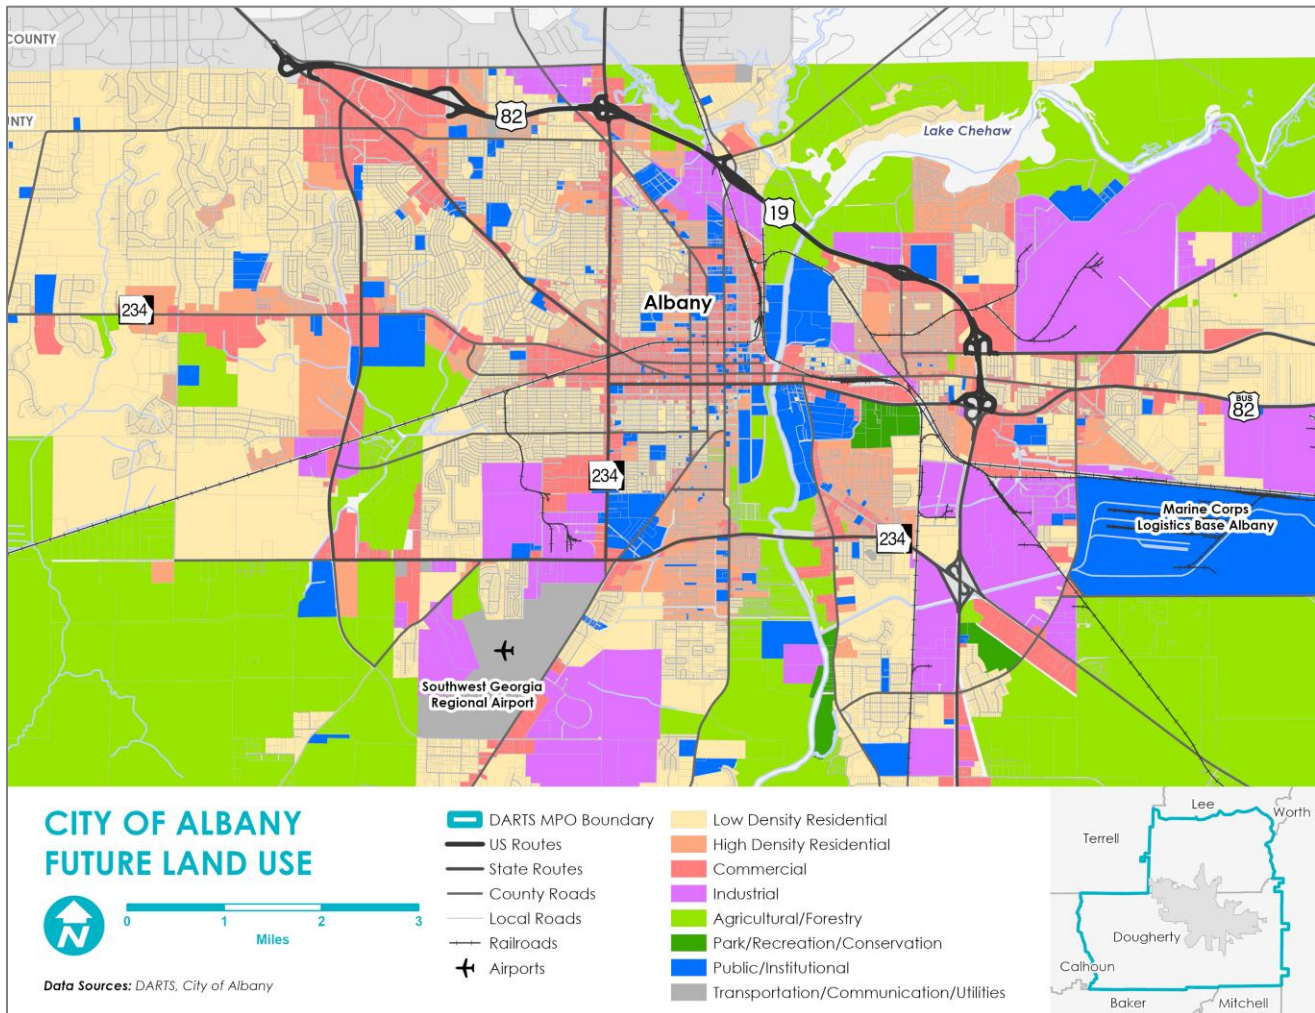 COUNTY
UNTY
82
Lake Chehaw
19
Albany
234
BUS
82
234
Marine Corps
Logistics Base Albany
234
Southwest Georgia
Regional Airport
CITY OF ALBANY
FUTURE LAND USE
N
0 1 2 3
Miles
Data Sources: DARTS, City of Albany
DARTS MPO Boundary
US Routes
State Routes
County Roads
Local Roads
Railroads
Airports
Low Density Residential
High Density Residential
Commercial
Industrial
Agricultural/Forestry
Park/Recreation/Conservation
Public/Institutional
Transportation/Communication/Utilities
Lee
Worth
Terrell
Dougherty
Calhoun
Baker
Mitchell